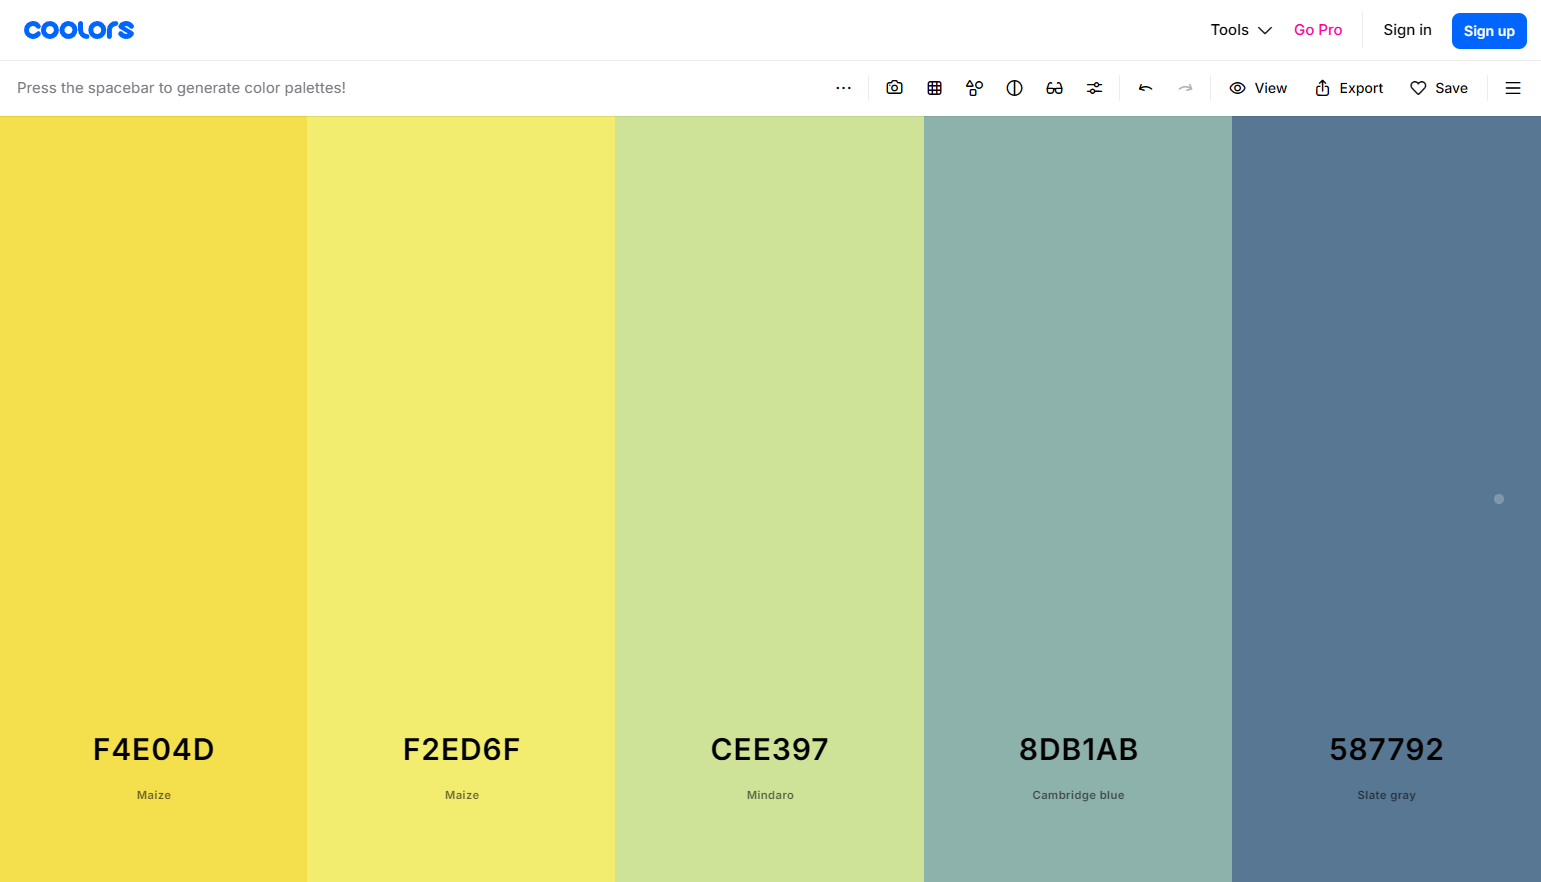 coolors
Tools
Go Pro
Sign in
Sign up
Press the spacebar to generate color palettes!
View
Export
Save
F4E04D
Maize
F2ED6F
Maize
CEE397
Mindaro
8DB1AB
Cambridge blue
587792
Slate gray